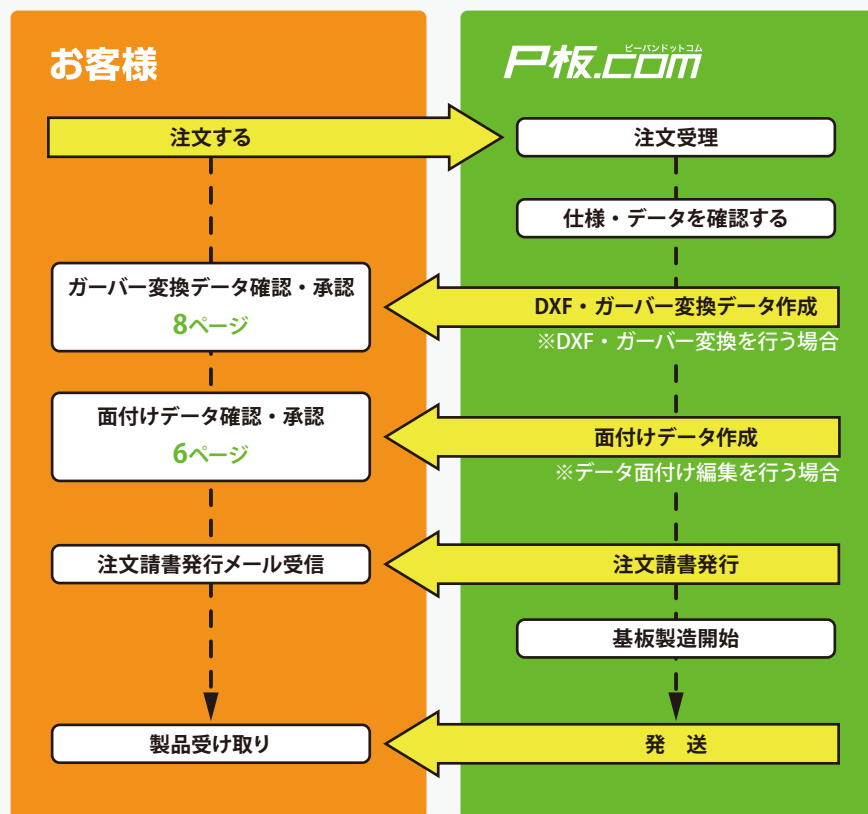 お客様
ピーバンドットコム
P板.com
注文する
注文受理
仕様・データを確認する
ガーバー変換データ確認・承認
8ページ
DXF・ガーバー変換データ作成
※DXF・ガーバー変換を行う場合
面付けデータ確認・承認
6ページ
面付けデータ作成
※データ面付け編集を行う場合
注文請書発行メール受信
注文請書発行
基板製造開始
製品受け取り
発　送